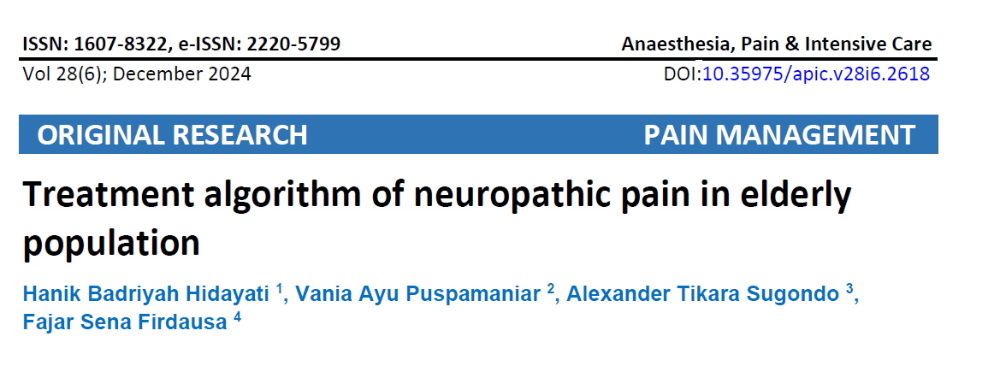 ISSN: 1607-8322, e-ISSN: 2220-5799 Anaesthesia, Pain & Intensive Care
Vol 28(6); December 2024 DOI:10.35975/apic.v28i6.2618
ORIGINAL RESEARCH PAIN MANAGEMENT
Treatment algorithm of neuropathic pain in elderly
population
Hanik Badriyah Hidayati 1, Vania Ayu Puspamaniar 2, Alexander Tikara Sugondo 3,
Fajar Sena Firdausa 4